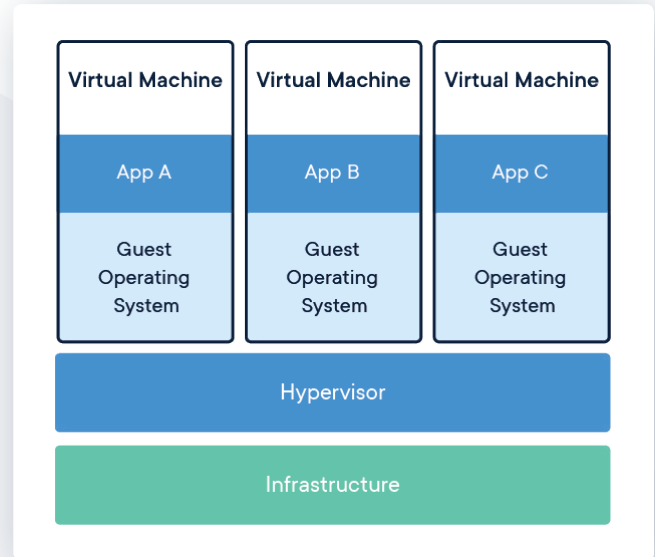 Virtual Machine
App A
Guest
Operating
System
Virtual Machine
App B
Guest
Operating
System
Virtual Machine
App C
Guest
Operating
System
Hypervisor
Infrastructure